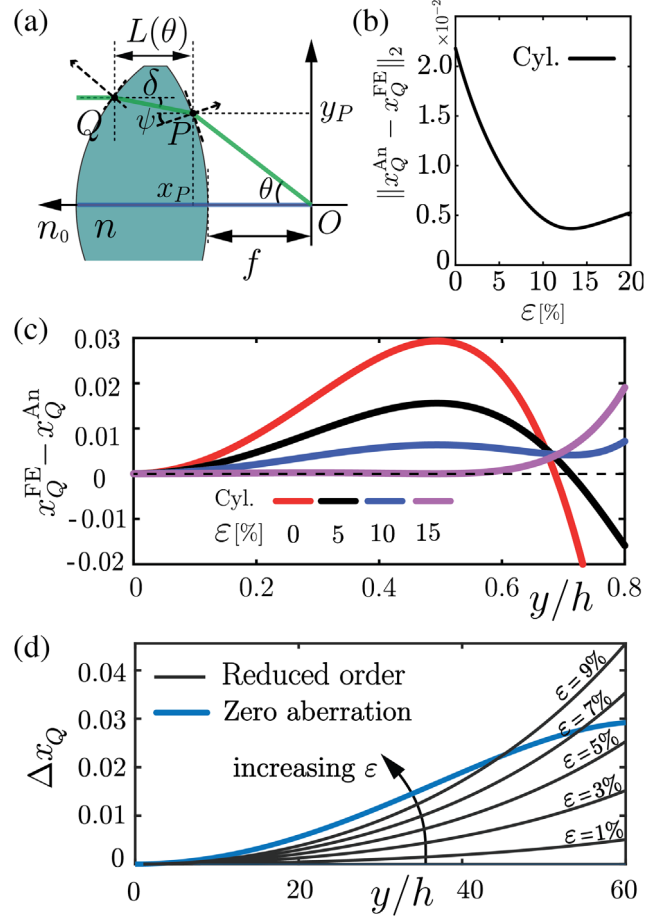 (a)
L(θ)
δ
ψ
Q
P
y_P
x_P
θ
n_0
n
O
f
(b)
×10⁻²
2.0
1.5
1.0
0.5
0
‖x_Q^An − x_Q^FE‖_2
Cyl.
0 5 10 15 20
ε[%]
(c)
0.03
0.02
0.01
0
-0.01
-0.02
x_Q^FE − x_Q^An
Cyl.
ε[%] 0 5 10 15
0 0.2 0.4 0.6 0.8
y/h
(d)
0.04
0.03
0.02
0.01
0
Δx_Q
Reduced order
Zero aberration
increasing ε
ε=9%
ε=7%
ε=5%
ε=3%
ε=1%
0 20 40 60
y/h